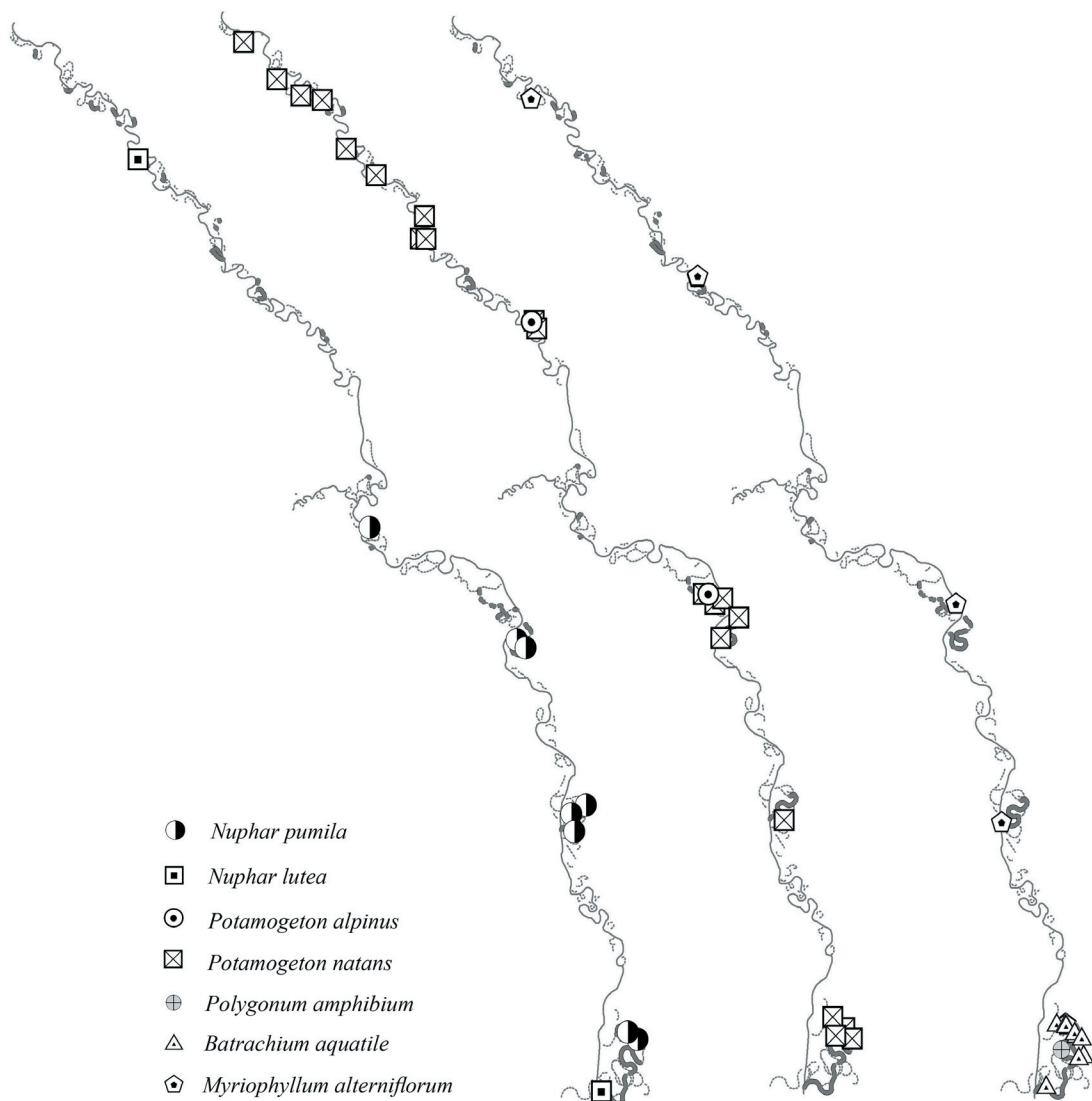 Nuphar pumila
Nuphar lutea
Potamogeton alpinus
Potamogeton natans
Polygonum amphibium
Batrachium aquatile
Myriophyllum alterniflorum